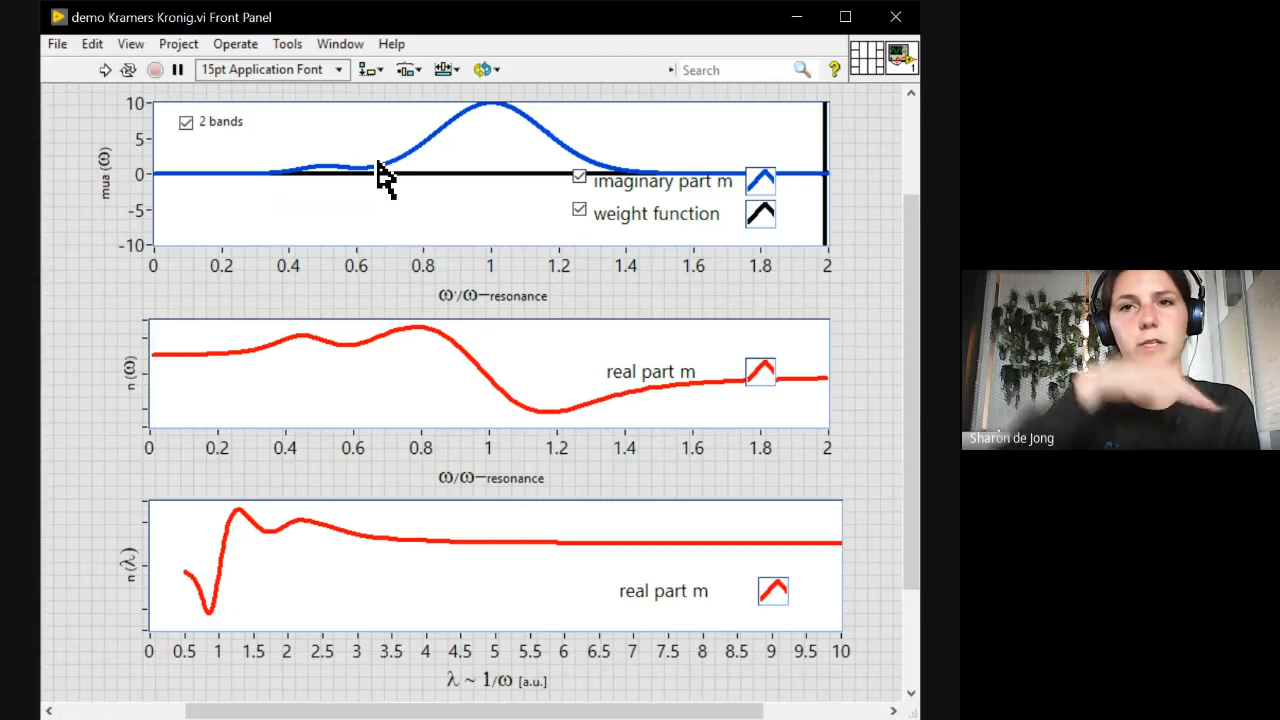 demo Kramers Kronig.vi Front Panel
File Edit View Project Operate Tools Window Help
15pt Application Font
Search
?
1
2 bands
imaginary part m
weight function
mua (ω)
10
5
0
-5
-10
0 0.2 0.4 0.6 0.8 1 1.2 1.4 1.6 1.8 2
ω'/ω−resonance
n (ω)
real part m
0 0.2 0.4 0.6 0.8 1 1.2 1.4 1.6 1.8 2
ω/ω−resonance
n (λ)
real part m
0 0.5 1 1.5 2 2.5 3 3.5 4 4.5 5 5.5 6 6.5 7 7.5 8 8.5 9 9.5 10
λ ~ 1/ω [a.u.]
Sharon de Jong